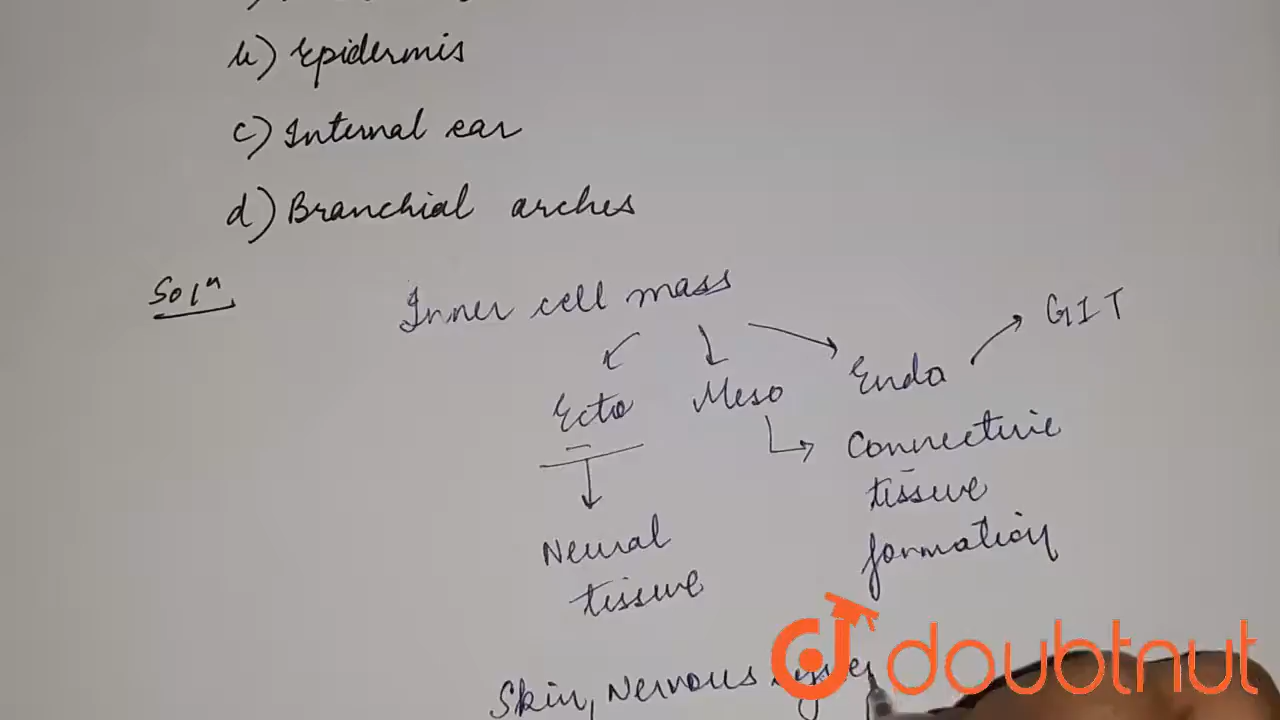 b) Epidermis
c) Internal ear
d) Branchial arches
Solⁿ
Inner cell mass
Ecto Meso Endo GIT
Connective
tissue
formation
Neural
tissue
Skin, Nervous
doubtnut